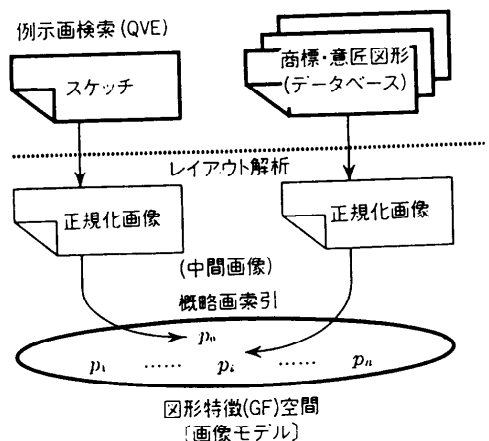 例示画検索(QVE)
スケッチ
商標・意匠図形
(データベース)
レイアウト解析
正規化画像
正規化画像
(中間画像)
概略画索引
p₀
p₁ …… pᵢ …… pₙ
図形特徴(GF)空間
〔画像モデル〕